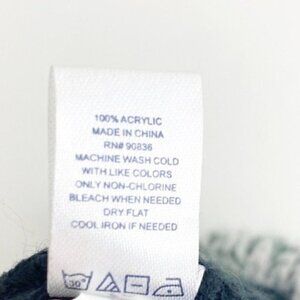 100% ACRYLIC
MADE IN CHINA
RN# 90836
MACHINE WASH COLD
WITH LIKE COLORS
ONLY NON-CHLORINE
BLEACH WHEN NEEDED
DRY FLAT
COOL IRON IF NEEDED
30°